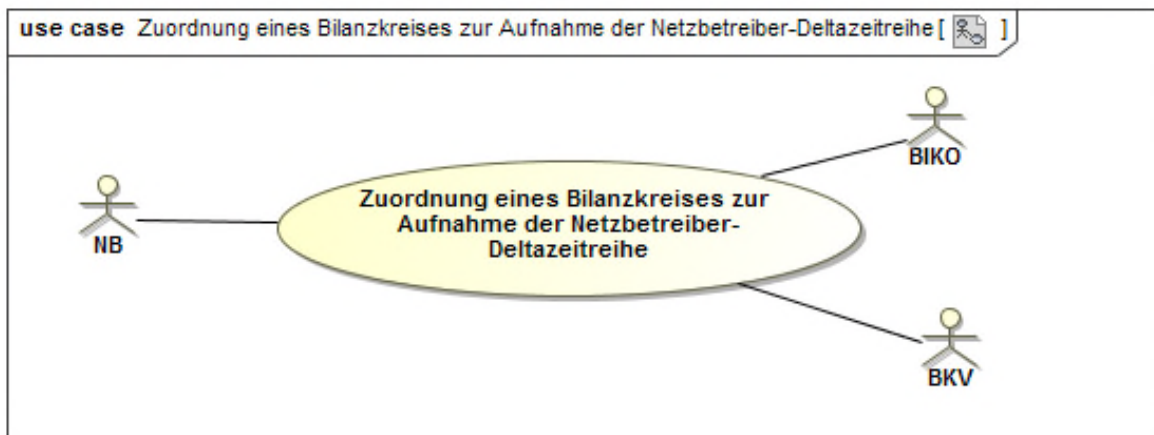 use case Zuordnung eines Bilanzkreises zur Aufnahme der Netzbetreiber-Deltazeitreihe [ ]
BIKO
Zuordnung eines Bilanzkreises zur
Aufnahme der Netzbetreiber-
Deltazeitreihe
NB
BKV